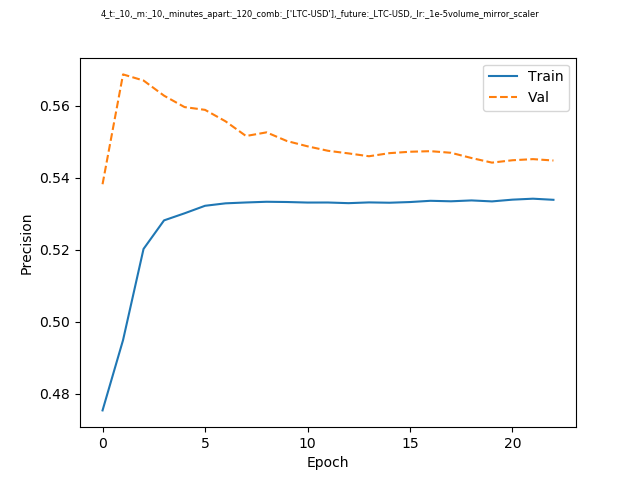 4_t:_10,_m:_10,_minutes_apart:_120_comb:_['LTC-USD'],_future:_LTC-USD,_lr:_1e-5volume_mirror_scaler
Train
Val
0.56
0.54
0.52
0.50
0.48
Precision
0 5 10 15 20
Epoch